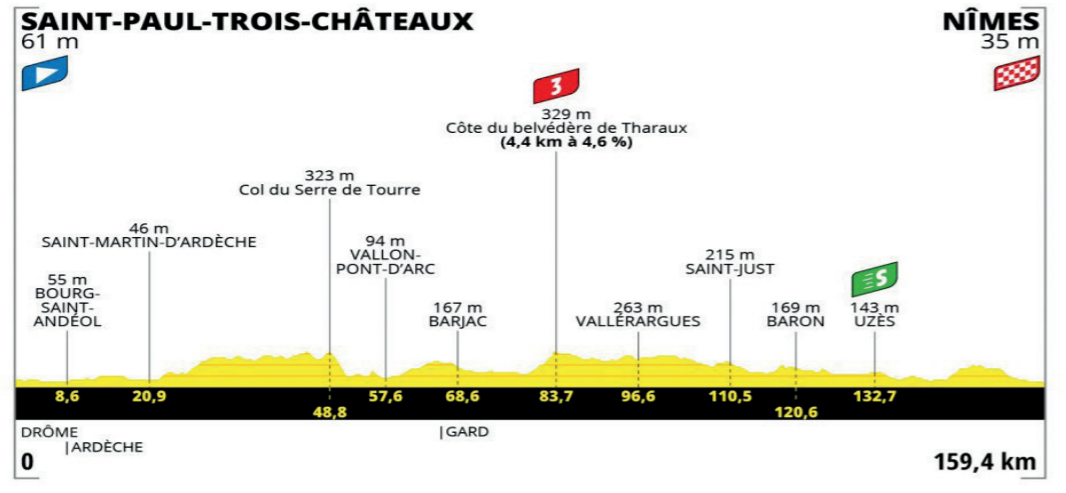 SAINT-PAUL-TROIS-CHÂTEAUX
61 m
NÎMES
35 m
3
329 m
Côte du belvédère de Tharaux
(4,4 km à 4,6 %)
323 m
Col du Serre de Tourre
46 m
SAINT-MARTIN-D'ARDÈCHE
94 m
VALLON-
PONT-D'ARC
215 m
SAINT-JUST
S
55 m
BOURG-
SAINT-
ANDÉOL
167 m
BARJAC
263 m
VALLÉRARGUES
169 m
BARON
143 m
UZÈS
8,6
20,9
48,8
57,6
68,6
83,7
96,6
110,5
120,6
132,7
DRÔME
|ARDÈCHE
|GARD
0
159,4 km